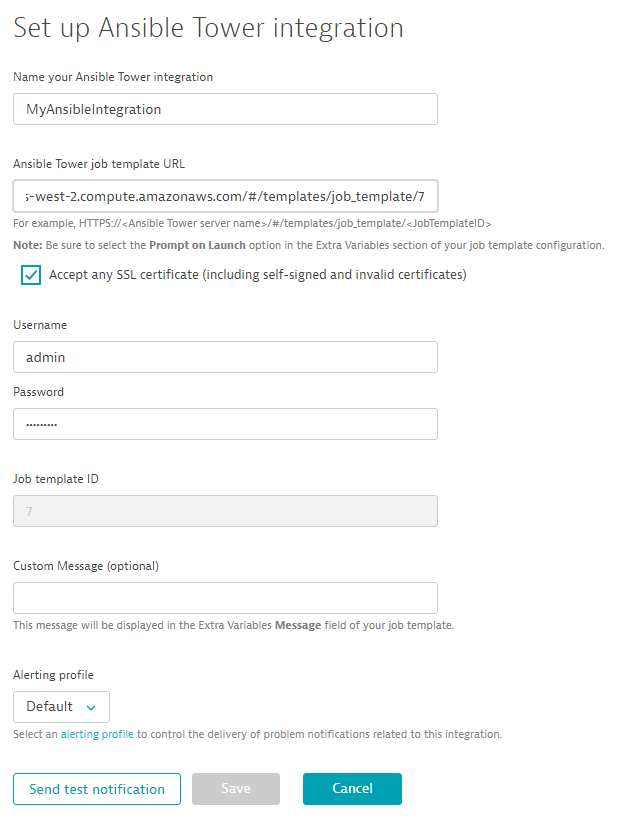 Set up Ansible Tower integration
Name your Ansible Tower integration
MyAnsibleIntegration
Ansible Tower job template URL
s-west-2.compute.amazonaws.com/#/templates/job_template/7
For example, HTTPS://<Ansible Tower server name>/#/templates/job_template/<JobTemplateID>
Note: Be sure to select the Prompt on Launch option in the Extra Variables section of your job template configuration.
Accept any SSL certificate (including self-signed and invalid certificates)
Username
admin
Password
•••••••••
Job template ID
7
Custom Message (optional)
This message will be displayed in the Extra Variables Message field of your job template.
Alerting profile
Default
Select an alerting profile to control the delivery of problem notifications related to this integration.
Send test notification Save Cancel